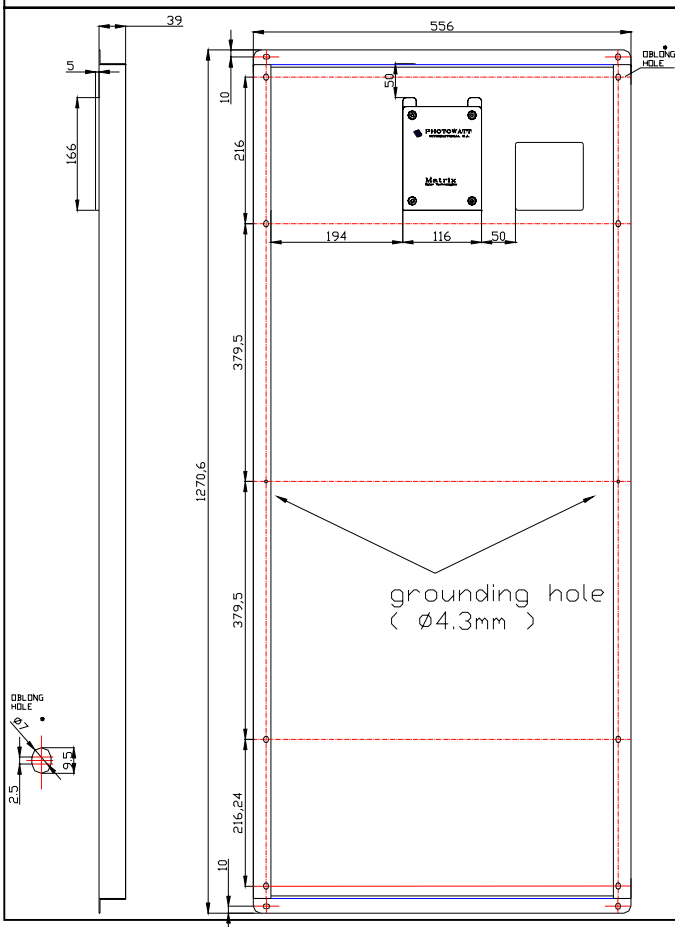 39
556
OBLONG
HOLE
*
5
10
50
166
216
PHOTOWATT
INTERNATIONAL S.A.
Matrix
194
116
50
379,5
1270,6
grounding hole
( Ø4.3mm )
379,5
OBLONG
HOLE
*
Ø7
9.5
2.5
216,24
10